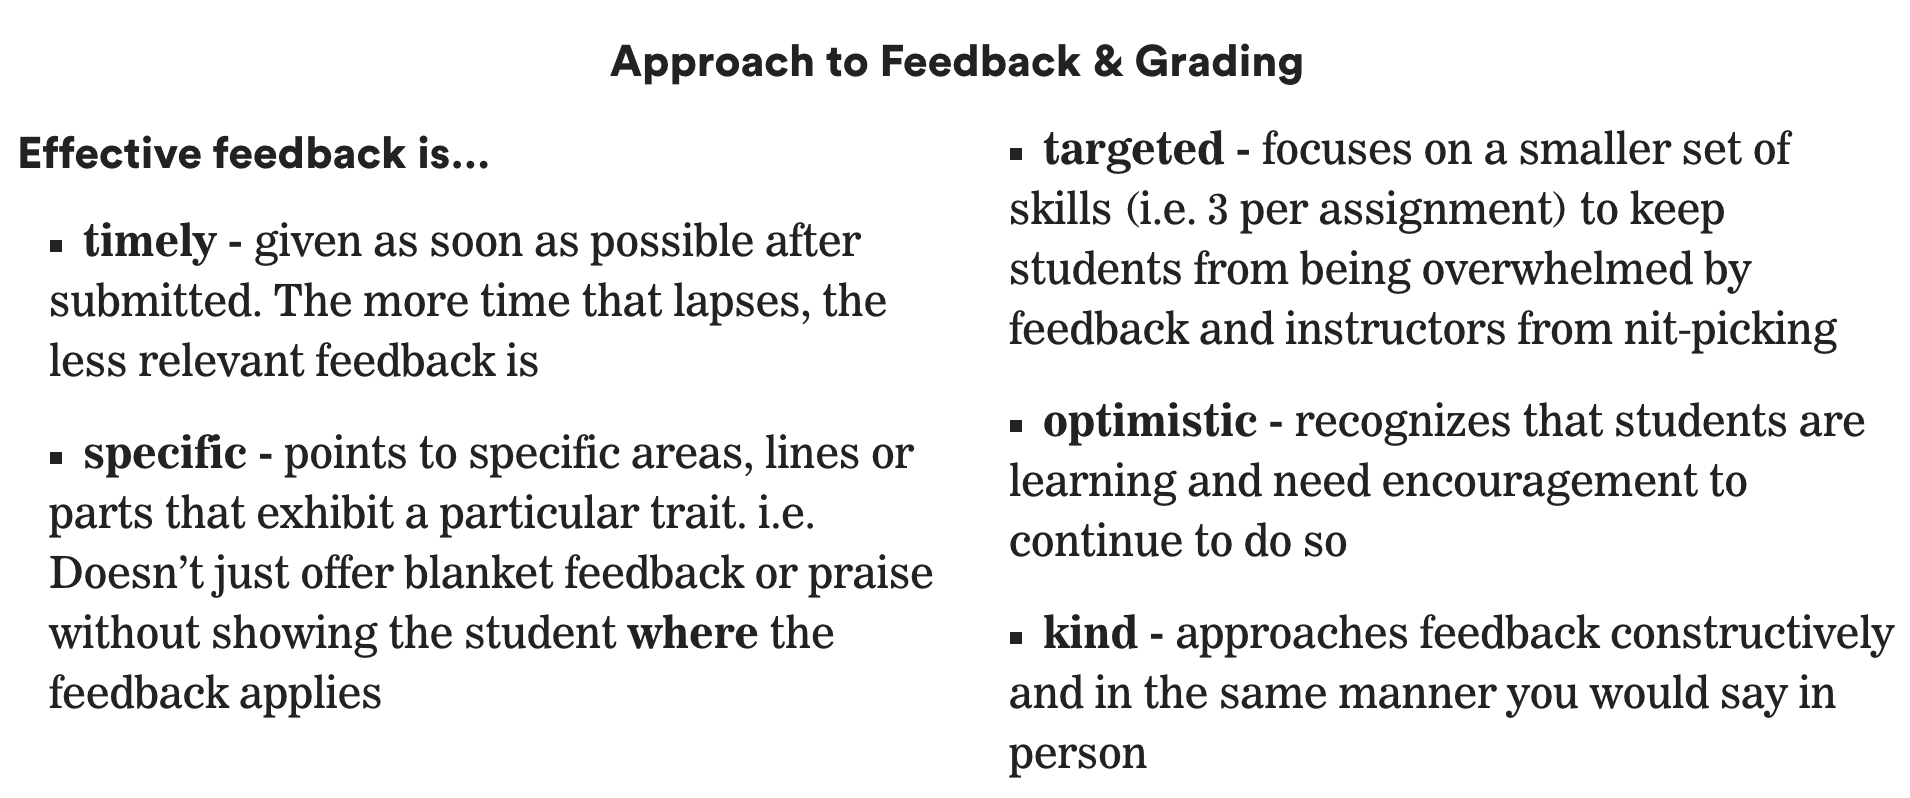 Approach to Feedback & Grading
Effective feedback is...
▪ timely - given as soon as possible after
submitted. The more time that lapses, the
less relevant feedback is
▪ specific - points to specific areas, lines or
parts that exhibit a particular trait. i.e.
Doesn’t just offer blanket feedback or praise
without showing the student where the
feedback applies
▪ targeted - focuses on a smaller set of
skills (i.e. 3 per assignment) to keep
students from being overwhelmed by
feedback and instructors from nit-picking
▪ optimistic - recognizes that students are
learning and need encouragement to
continue to do so
▪ kind - approaches feedback constructively
and in the same manner you would say in
person